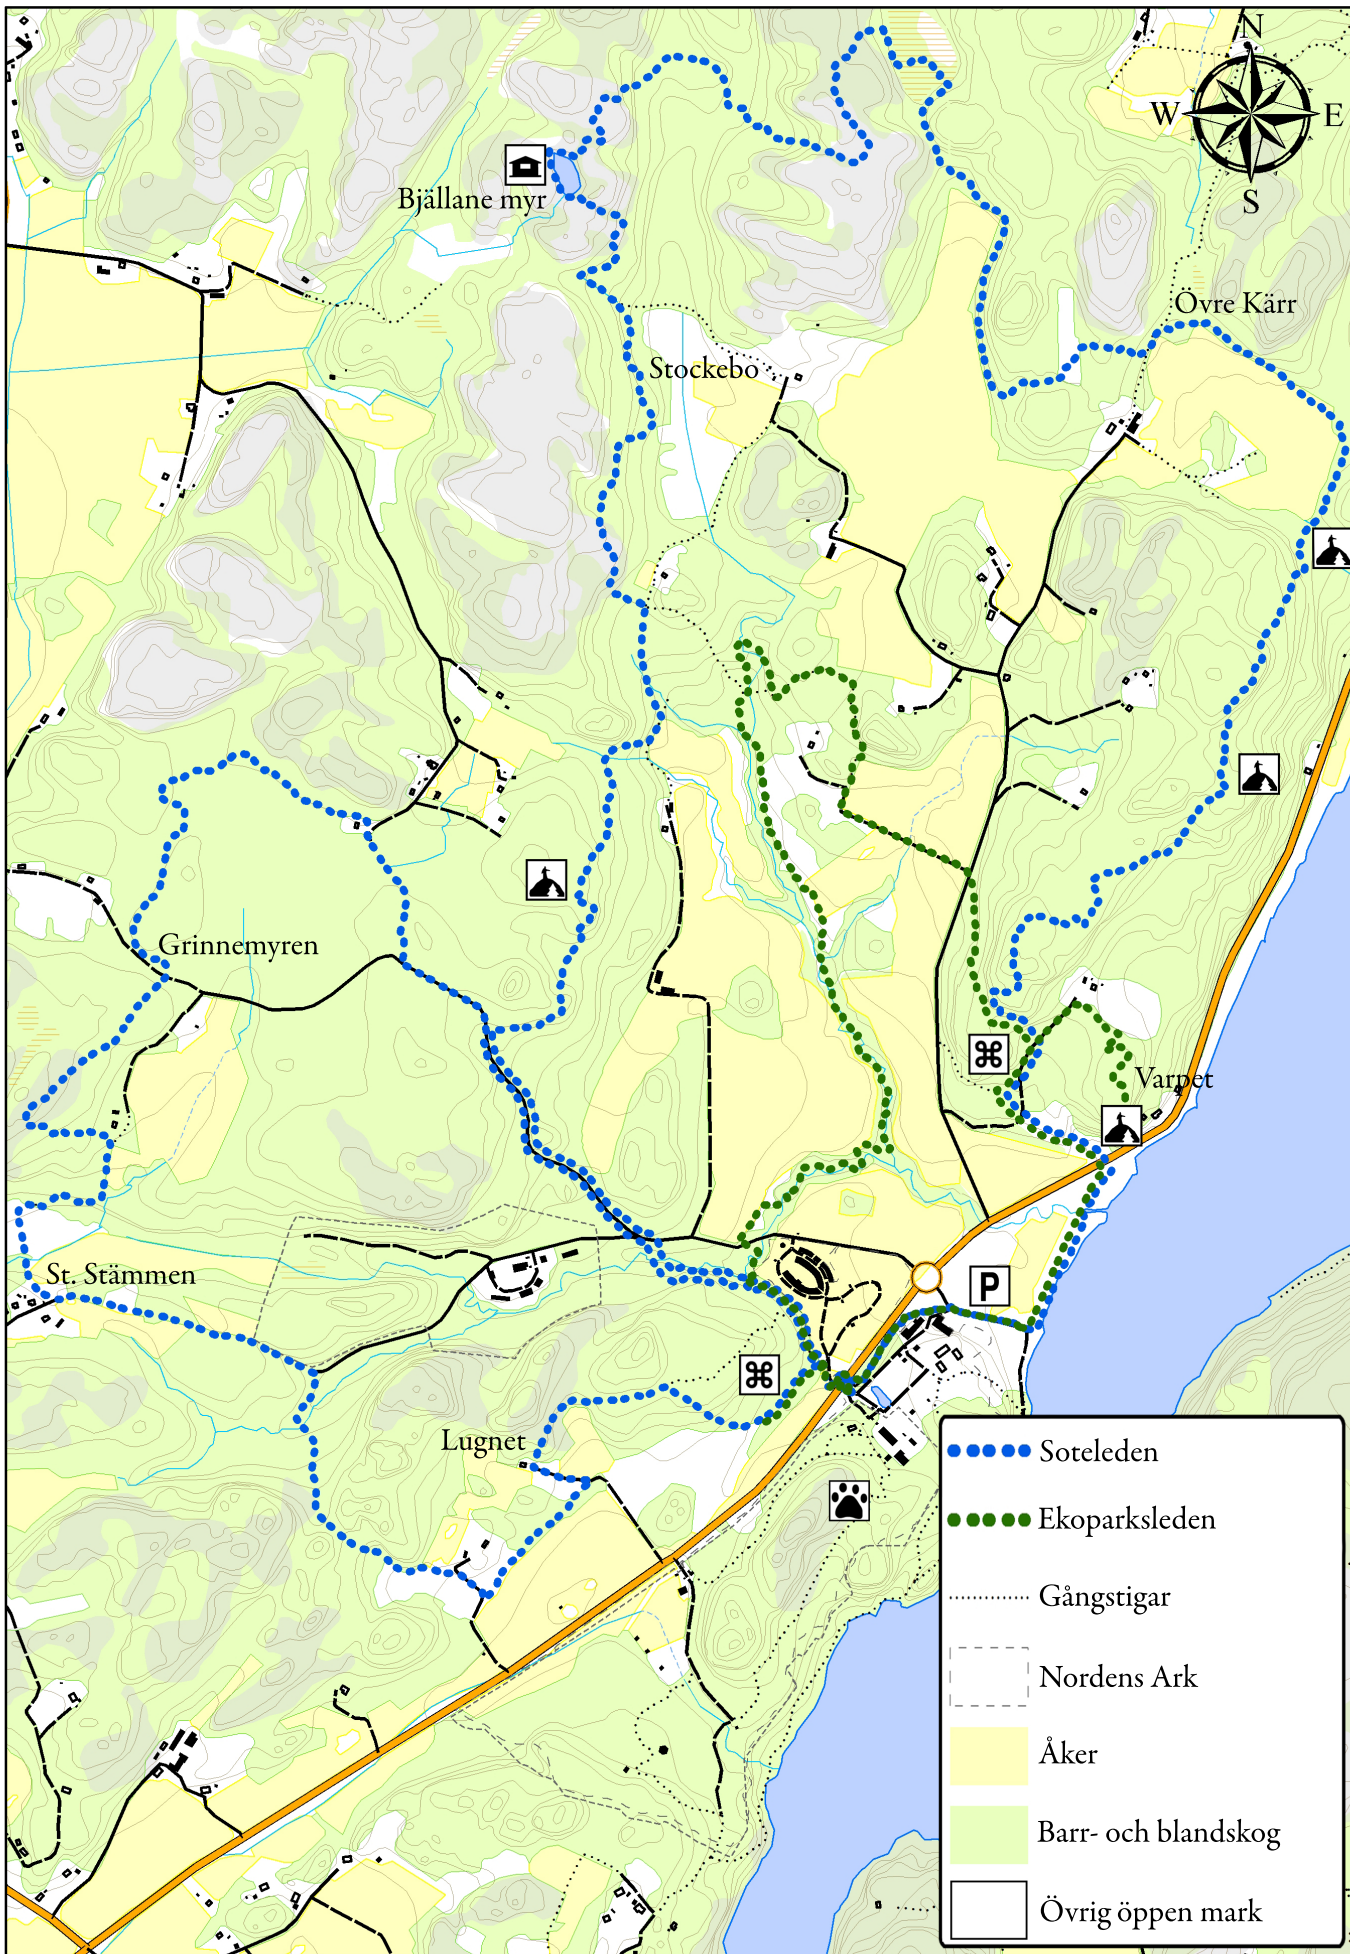 N
W E
S
Bjällane myr
Övre Kärr
Stockebo
Grinnemyren
Varpet
St. Stämmen
P
Lugnet
Soteleden
Ekoparksleden
Gångstigar
Nordens Ark
Åker
Barr- och blandskog
Övrig öppen mark